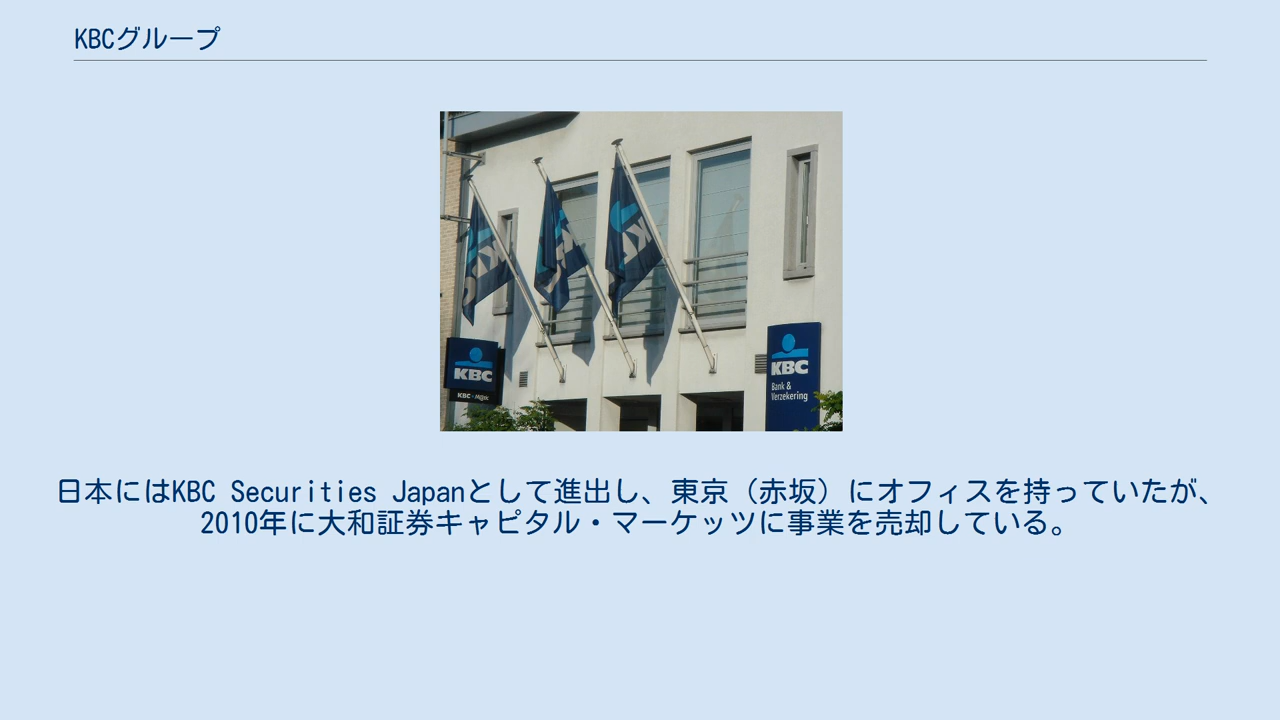 KBCグループ
KBC
KBC
Bank &
Verzekering
日本にはKBC Securities Japanとして進出し、東京（赤坂）にオフィスを持っていたが、
2010年に大和証券キャピタル・マーケッツに事業を売却している。